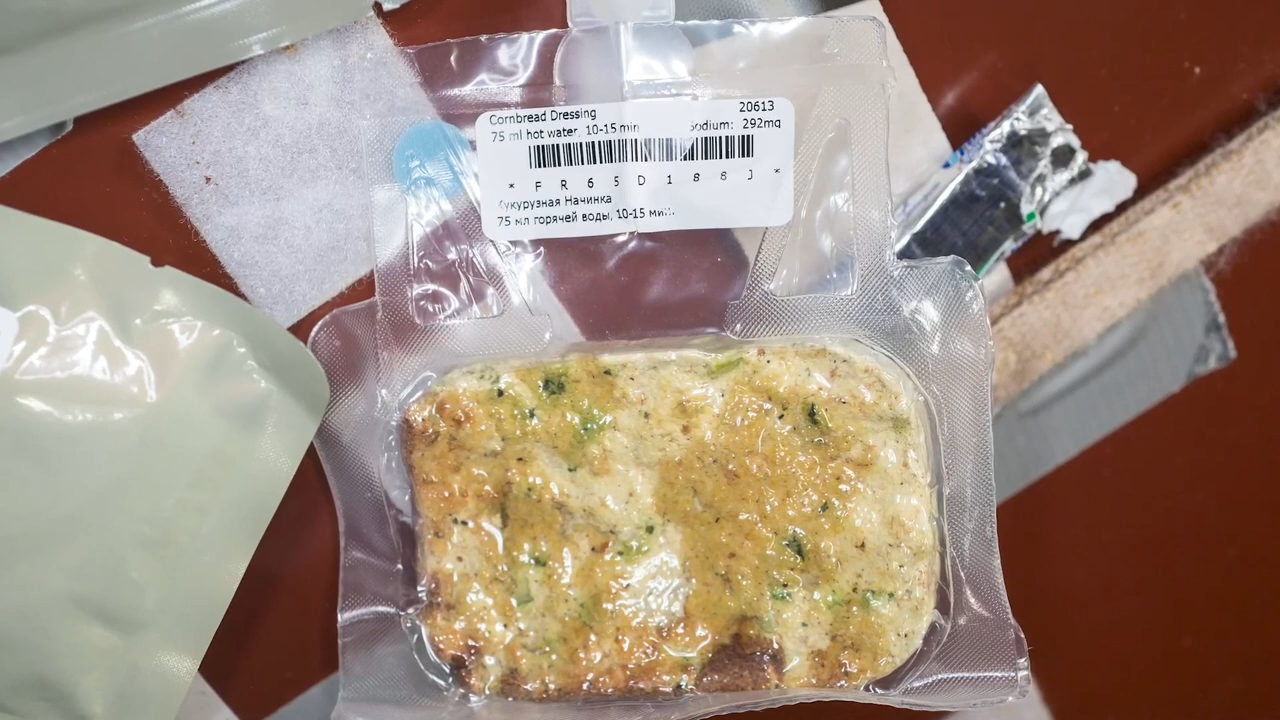 Cornbread Dressing 20613
75 ml hot water, 10-15 min Sodium: 292mg
* F R 6 5 D 1 8 8 J *
Кукурузная Начинка
75 мл горячей воды, 10-15 мин.